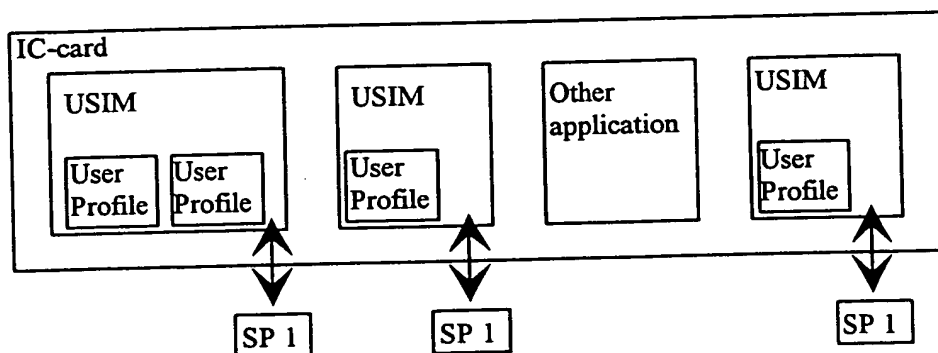 IC-card
USIM
User
Profile
User
Profile
USIM
User
Profile
Other
application
USIM
User
Profile
SP 1
SP 1
SP 1